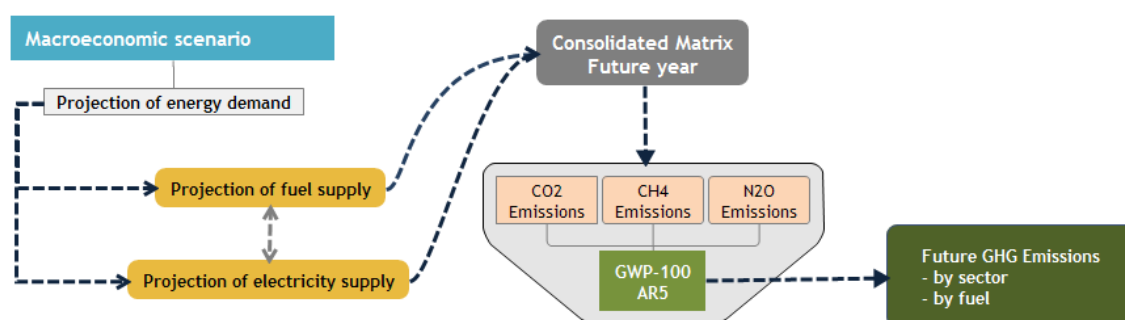 Macroeconomic scenario
Projection of energy demand
Projection of fuel supply
Projection of electricity supply
Consolidated Matrix
Future year
CO2
Emissions
CH4
Emissions
N2O
Emissions
GWP-100
AR5
Future GHG Emissions
- by sector
- by fuel